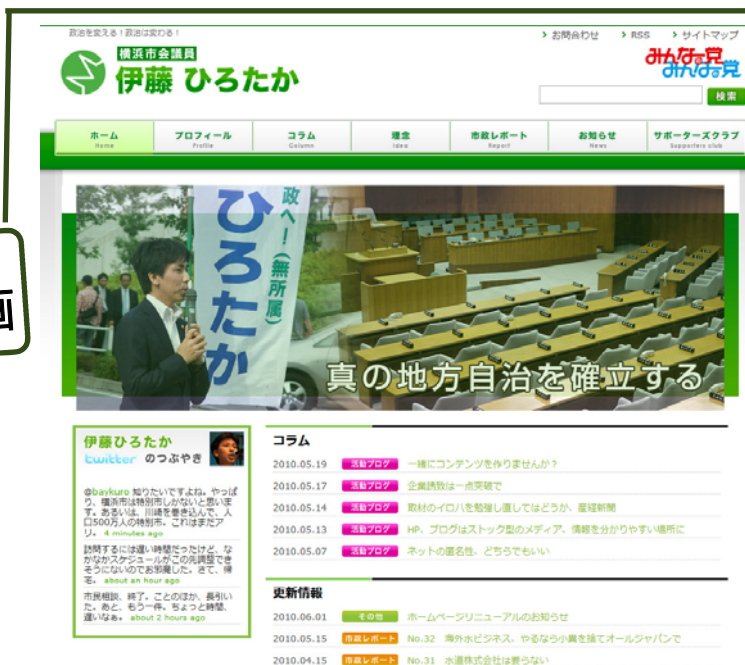 政治を変える！政治は変わる！
お問合わせ RSS サイトマップ
横浜市会議員
伊藤 ひろたか
みんなの党
みんなの党
検索
ホーム プロフィール コラム 理念 市政レポート お知らせ サポーターズクラブ
Home Profile Column Idea Report News Supporters club
政へ！(無所属)
ひろたか
画
真の地方自治を確立する
伊藤ひろたか
twitter のつぶやき
@baykuro 知りたいですよね。やっぱ
り、横浜市は特別市しかないと思いま
す。あるいは、川崎を巻き込んで、人
口500万人の特別市。これはまだア
リ。 4 minutes ago
訪問するには遅い時間だったけど、な
かなかスケジュールがこの先調整でき
そうにないのでお邪魔した。さて、帰
宅。 about an hour ago
市民相談、終了。ことのほか、長引い
た。あと、もう一件。ちょっと時間、
遅いなぁ。 about 2 hours ago
コラム
2010.05.19 活動ブログ 一緒にコンテンツを作りませんか？
2010.05.17 活動ブログ 企業誘致は一点突破で
2010.05.14 活動ブログ 取材のイロハを勉強し直してはどうか、産経新聞
2010.05.13 活動ブログ HP、ブログはストック型のメディア、情報を分かりやすい場所に
2010.05.07 活動ブログ ネットの匿名性、どちらでもいい
更新情報
2010.06.01 その他 ホームページリニューアルのお知らせ
2010.05.15 市政レポート No.32 海外水ビジネス、やるなら小異を捨てオールジャパンで
2010.04.15 市政レポート No.31 水道株式会社は要らない